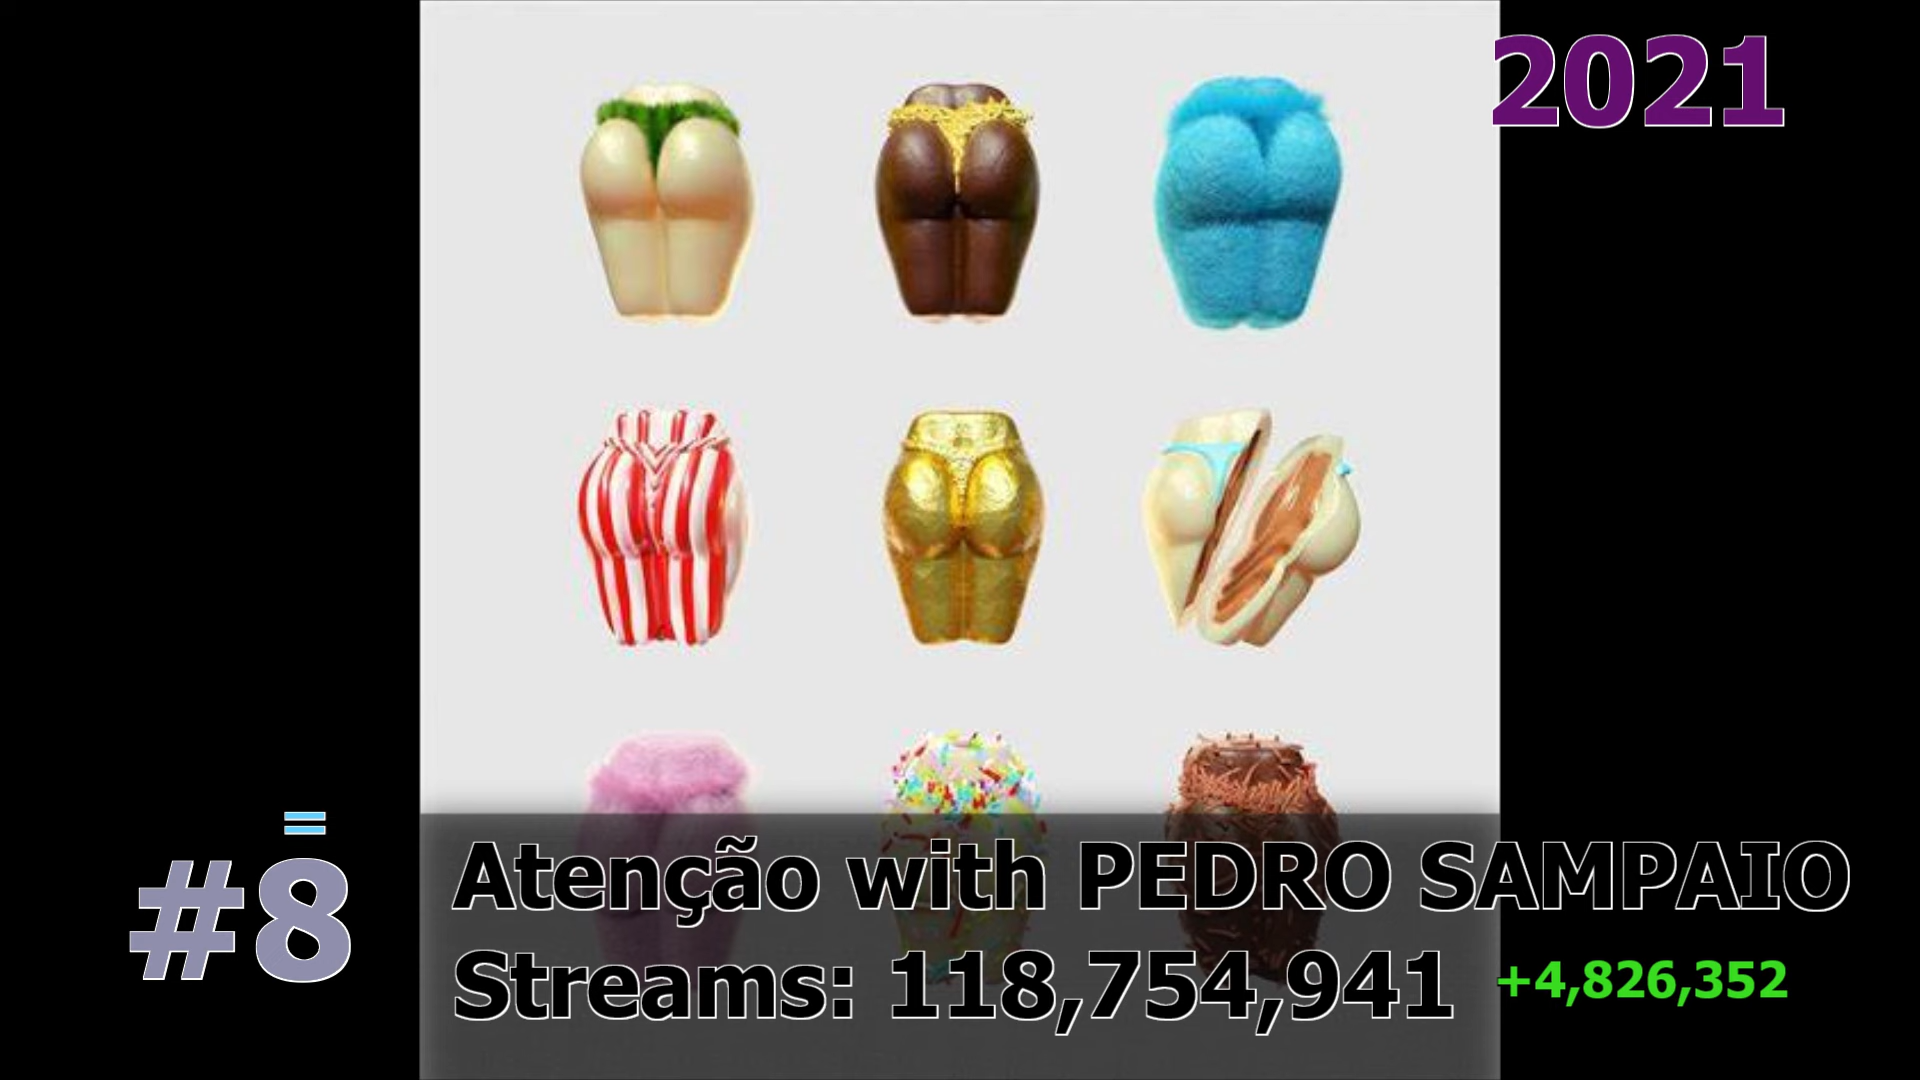 2021
=
#8
Atenção with PEDRO SAMPAIO
Streams: 118,754,941 +4,826,352